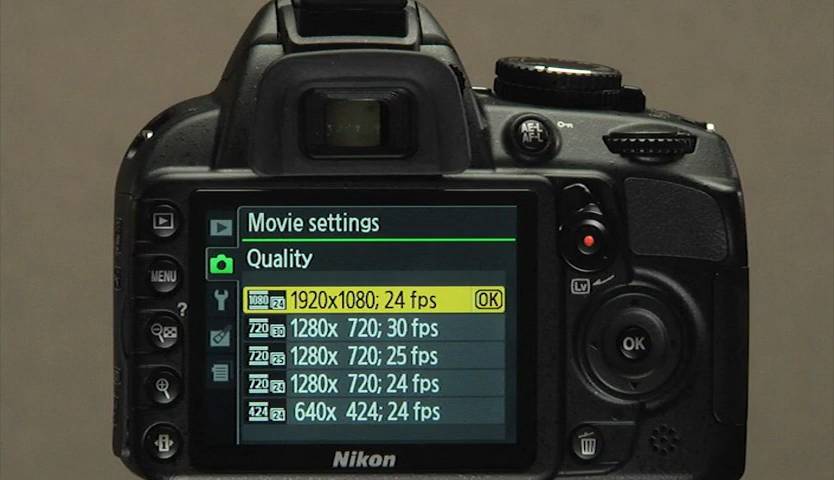 AE-L
AF-L
Movie settings
Quality
1080 24 1920x1080; 24 fps OK
720 30 1280x 720; 30 fps
720 25 1280x 720; 25 fps
720 24 1280x 720; 24 fps
424 24 640x 424; 24 fps
MENU
?
Lv
OK
i
Nikon